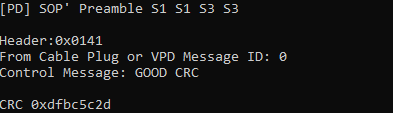 [PD] SOP' Preamble S1 S1 S3 S3
Header:0x0141
From Cable Plug or VPD Message ID: 0
Control Message: GOOD CRC
CRC 0xdfbc5c2d